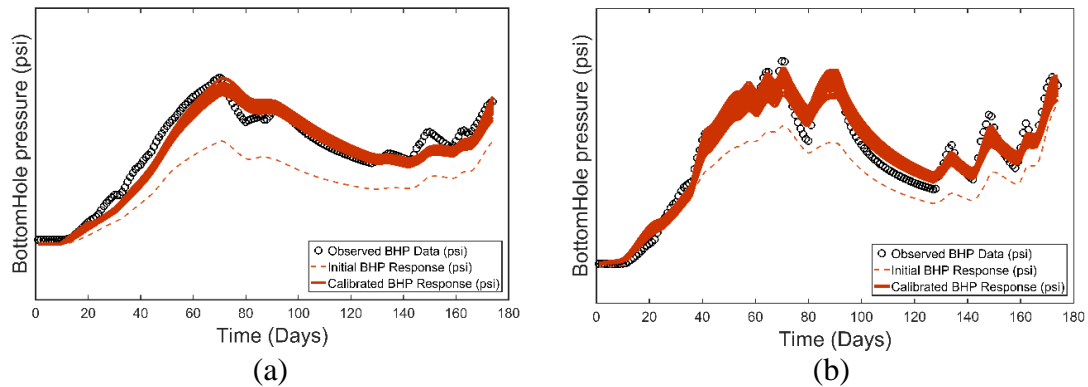 BottomHole pressure (psi)
Observed BHP Data (psi)
Initial BHP Response (psi)
Calibrated BHP Response (psi)
0 20 40 60 80 100 120 140 160 180
Time (Days)
(a)
BottomHole pressure (psi)
Observed BHP Data (psi)
Initial BHP Response (psi)
Calibrated BHP Response (psi)
0 20 40 60 80 100 120 140 160 180
Time (Days)
(b)